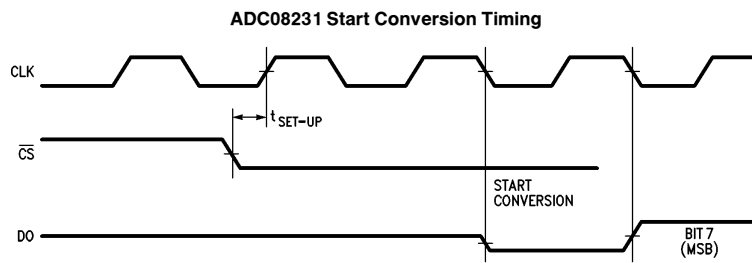 ADC08231 Start Conversion Timing
CLK
t SET-UP
CS
START
CONVERSION
DO
BIT 7
(MSB)